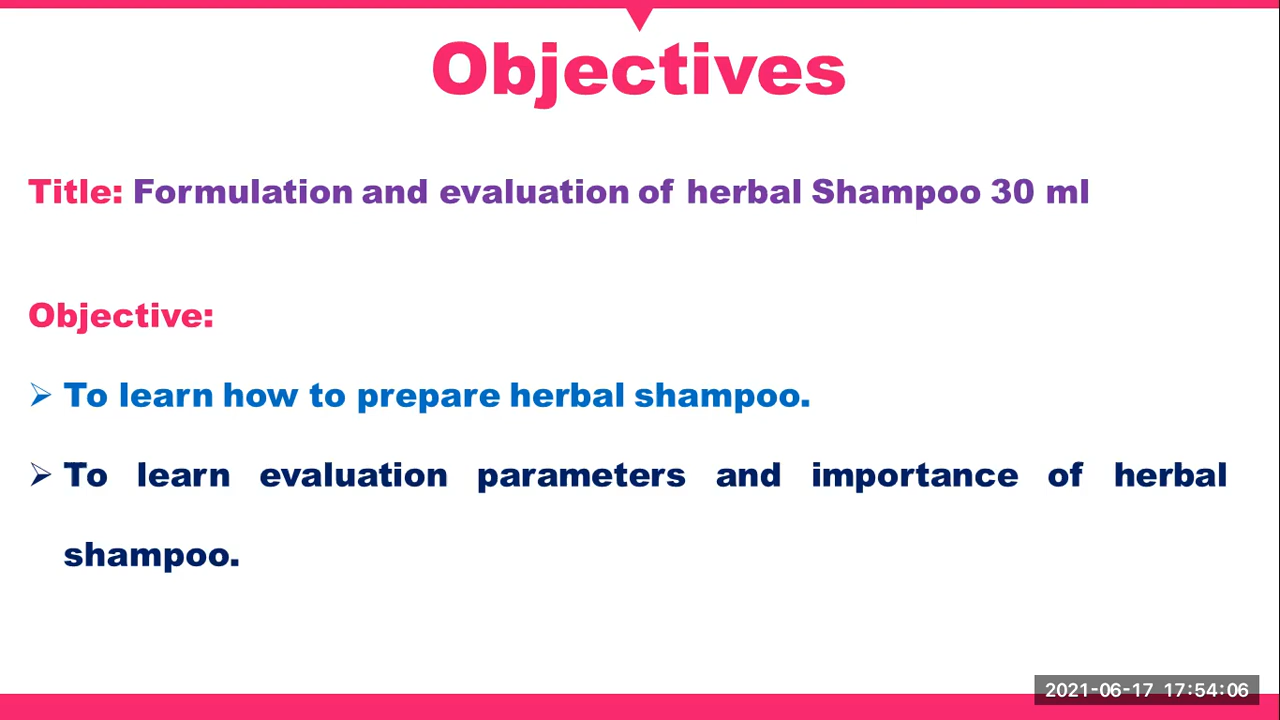 Objectives
Title: Formulation and evaluation of herbal Shampoo 30 ml
Objective:
➢ To learn how to prepare herbal shampoo.
➢ To learn evaluation parameters and importance of herbal
shampoo.
2021-06-17 17:54:06